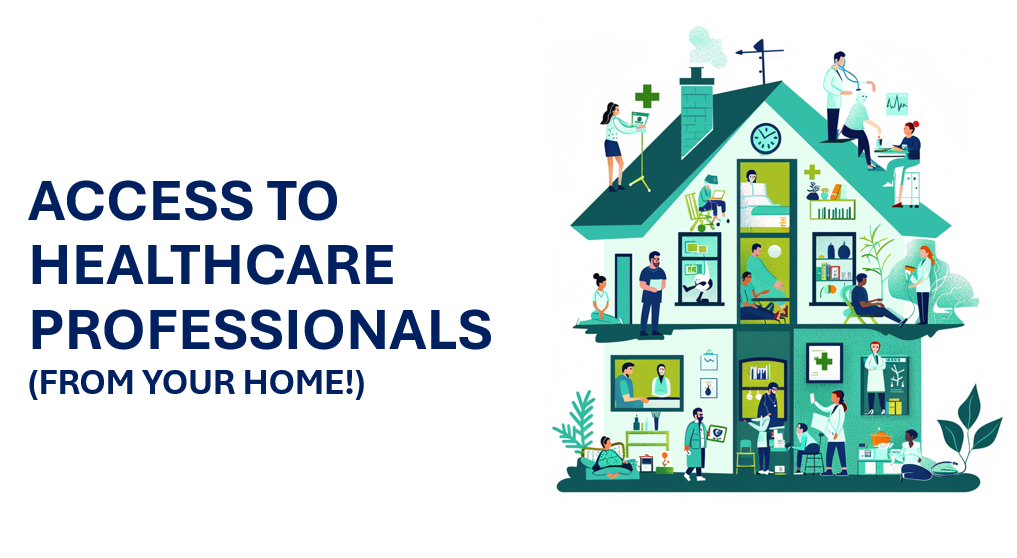 ACCESS TO
HEALTHCARE
PROFESSIONALS
(FROM YOUR HOME!)